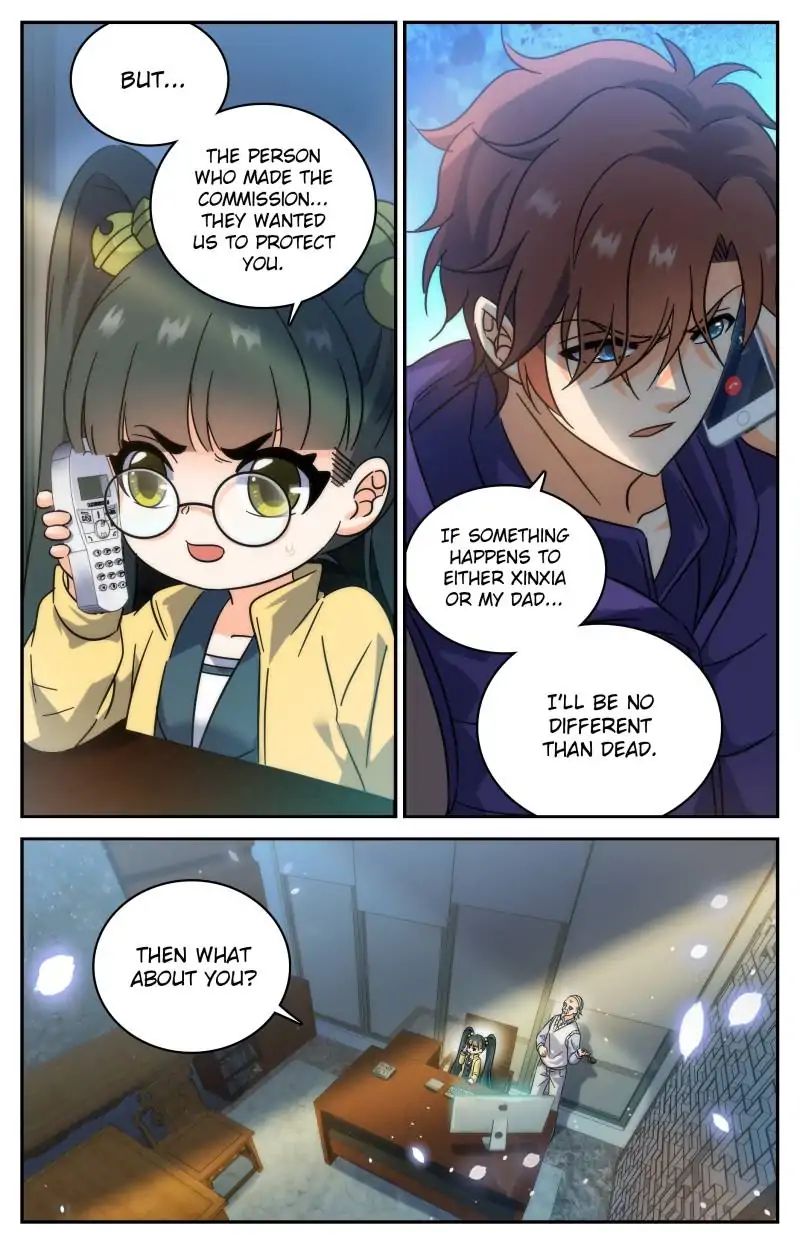 BUT...
THE PERSON
WHO MADE THE
COMMISSION...
THEY WANTED
US TO PROTECT
YOU.
IF SOMETHING
HAPPENS TO
EITHER XINXIA
OR MY DAD...
I'LL BE NO
DIFFERENT
THAN DEAD.
THEN WHAT
ABOUT YOU?